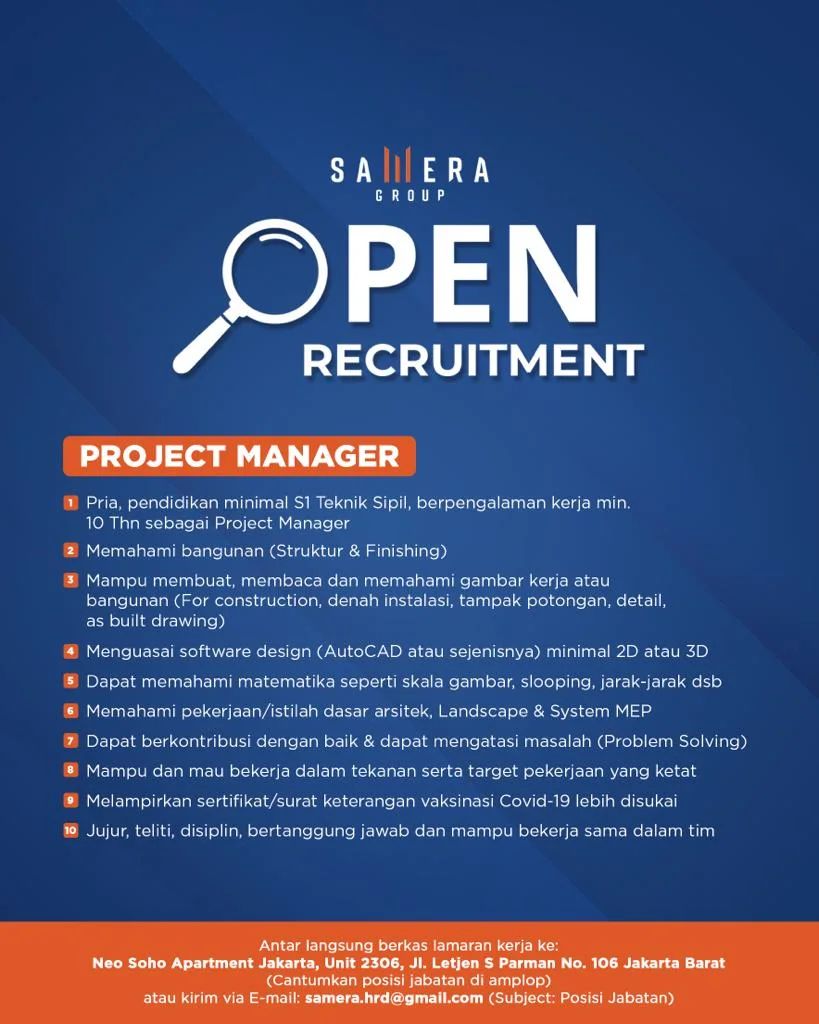 SAMERA
GROUP
OPEN
RECRUITMENT
PROJECT MANAGER
1 Pria, pendidikan minimal S1 Teknik Sipil, berpengalaman kerja min.
10 Thn sebagai Project Manager
2 Memahami bangunan (Struktur & Finishing)
3 Mampu membuat, membaca dan memahami gambar kerja atau
bangunan (For construction, denah instalasi, tampak potongan, detail,
as built drawing)
4 Menguasai software design (AutoCAD atau sejenisnya) minimal 2D atau 3D
5 Dapat memahami matematika seperti skala gambar, slooping, jarak-jarak dsb
6 Memahami pekerjaan/istilah dasar arsitek, Landscape & System MEP
7 Dapat berkontribusi dengan baik & dapat mengatasi masalah (Problem Solving)
8 Mampu dan mau bekerja dalam tekanan serta target pekerjaan yang ketat
9 Melampirkan sertifikat/surat keterangan vaksinasi Covid-19 lebih disukai
10 Jujur, teliti, disiplin, bertanggung jawab dan mampu bekerja sama dalam tim
Antar langsung berkas lamaran kerja ke:
Neo Soho Apartment Jakarta, Unit 2306, Jl. Letjen S Parman No. 106 Jakarta Barat
(Cantumkan posisi jabatan di amplop)
atau kirim via E-mail: samera.hrd@gmail.com (Subject: Posisi Jabatan)